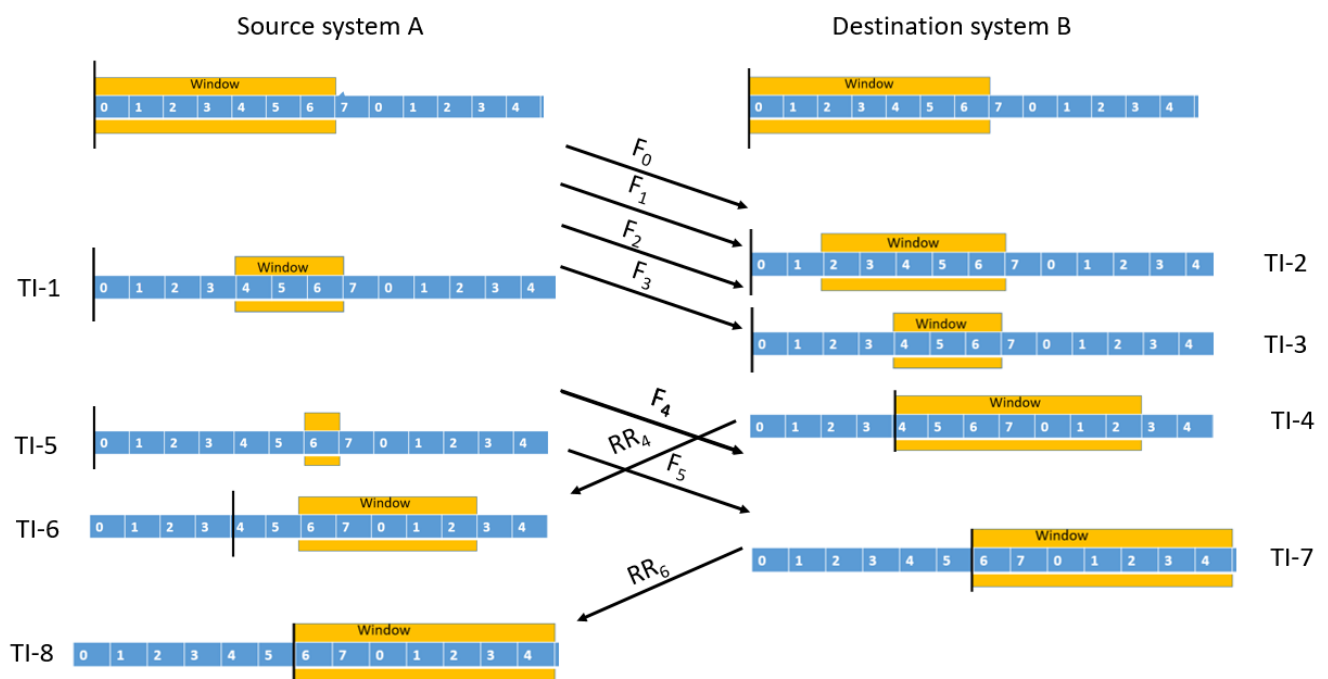 Source system A
Destination system B
Window
0 1 2 3 4 5 6 7 0 1 2 3 4
Window
0 1 2 3 4 5 6 7 0 1 2 3 4
F0
F1
F2
F3
TI-1
Window
0 1 2 3 4 5 6 7 0 1 2 3 4
Window
0 1 2 3 4 5 6 7 0 1 2 3 4
TI-2
Window
0 1 2 3 4 5 6 7 0 1 2 3 4
TI-3
F4
RR4
F5
Window
0 1 2 3 4 5 6 7 0 1 2 3 4
TI-4
TI-5
0 1 2 3 4 5 6 7 0 1 2 3 4
TI-6
Window
0 1 2 3 4 5 6 7 0 1 2 3 4
Window
0 1 2 3 4 5 6 7 0 1 2 3 4
TI-7
RR6
TI-8
Window
0 1 2 3 4 5 6 7 0 1 2 3 4